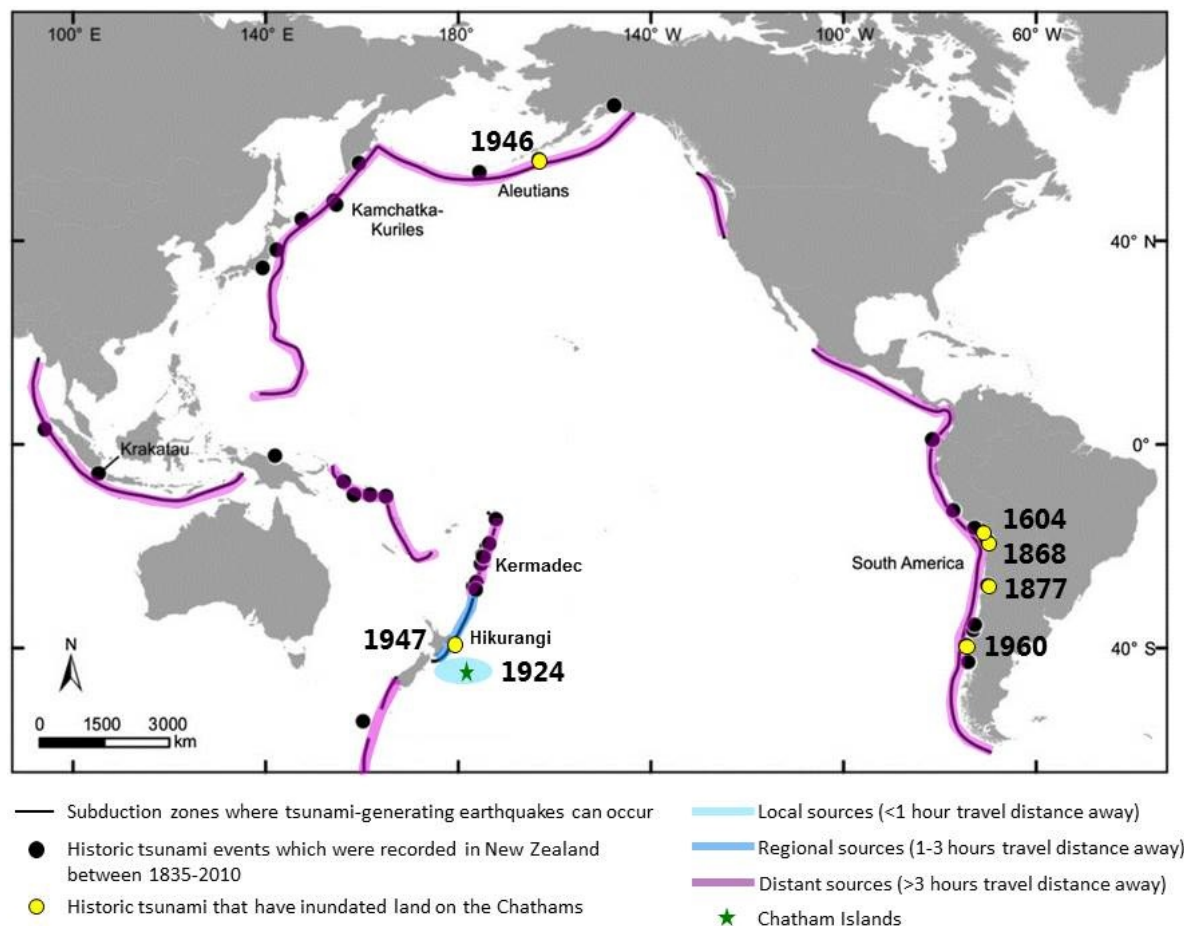 100° E
140° E
180°
140° W
100° W
60° W
1946
Aleutians
Kamchatka-
Kuriles
40° N
Krakatau
0°
1604
1868
South America
1877
Kermadec
1947
Hikurangi
1960
40° S
1924
N
0 1500 3000
km
Subduction zones where tsunami-generating earthquakes can occur
Historic tsunami events which were recorded in New Zealand
between 1835-2010
Historic tsunami that have inundated land on the Chathams
Local sources (<1 hour travel distance away)
Regional sources (1-3 hours travel distance away)
Distant sources (>3 hours travel distance away)
Chatham Islands